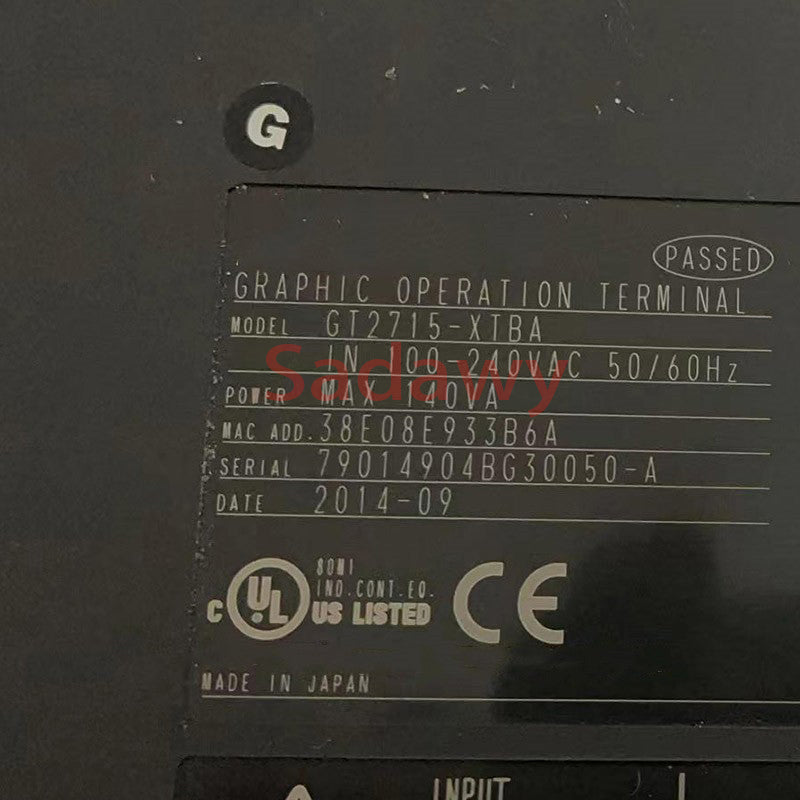 G
PASSED
GRAPHIC OPERATION TERMINAL
MODEL GT2715-XTBA
IN 100-240VAC 50/60Hz
POWER MAX 140VA
MAC ADD. 38E08E933B6A
SERIAL 79014904BG30050-A
DATE 2014-09
80M1
IND.CONT.EQ.
C UL US LISTED CE
MADE IN JAPAN
INPUT
Sadawy